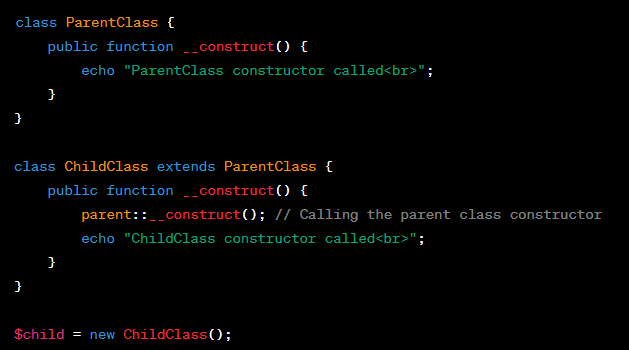 class ParentClass {
    public function __construct() {
        echo "ParentClass constructor called<br>";
    }
}

class ChildClass extends ParentClass {
    public function __construct() {
        parent::__construct(); // Calling the parent class constructor
        echo "ChildClass constructor called<br>";
    }
}

$child = new ChildClass();